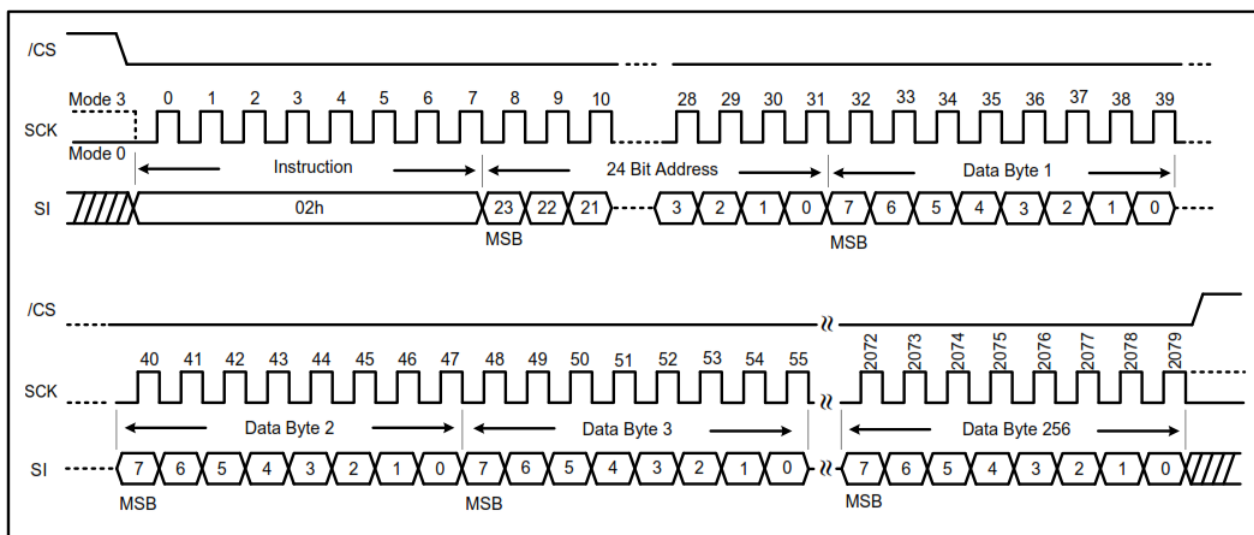 /CS
Mode 3 0 1 2 3 4 5 6 7 8 9 10 28 29 30 31 32 33 34 35 36 37 38 39
SCK
Mode 0
Instruction 24 Bit Address Data Byte 1
SI 02h 23 22 21 3 2 1 0 7 6 5 4 3 2 1 0
MSB MSB
/CS
40 41 42 43 44 45 46 47 48 49 50 51 52 53 54 55 2072 2073 2074 2075 2076 2077 2078 2079
SCK
Data Byte 2 Data Byte 3 Data Byte 256
SI 7 6 5 4 3 2 1 0 7 6 5 4 3 2 1 0 7 6 5 4 3 2 1 0
MSB MSB MSB